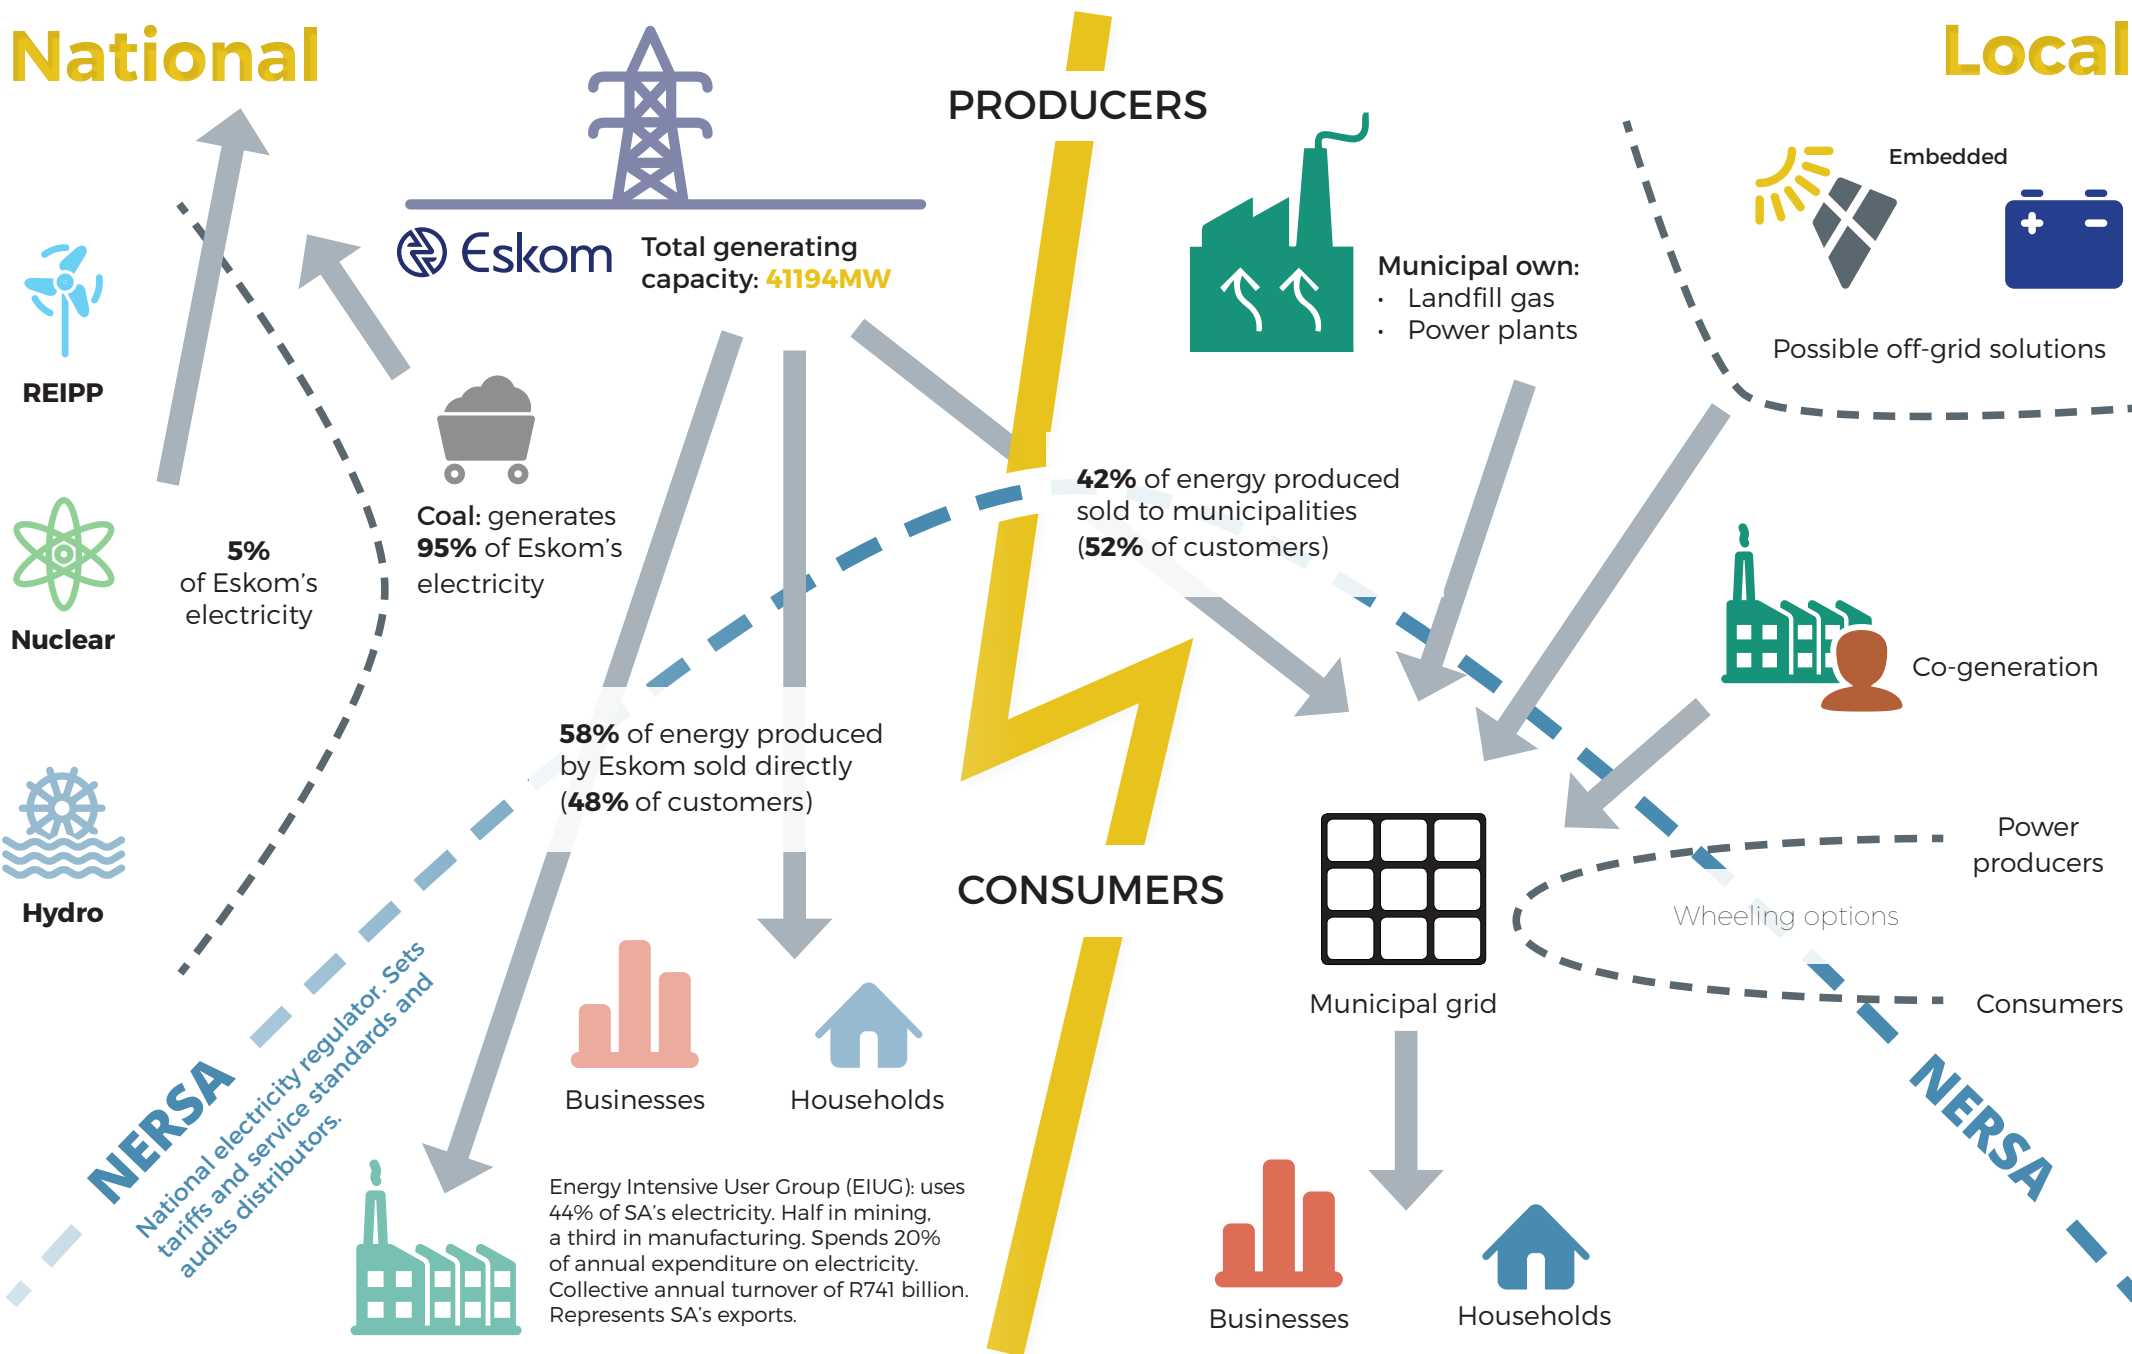 National
Local
PRODUCERS
Eskom
Total generating
capacity: 41194MW
Municipal own:
• Landfill gas
• Power plants
Embedded
Possible off-grid solutions
REIPP
Nuclear
Hydro
5%
of Eskom's
electricity
Coal: generates
95% of Eskom's
electricity
42% of energy produced
sold to municipalities
(52% of customers)
58% of energy produced
by Eskom sold directly
(48% of customers)
Co-generation
CONSUMERS
Municipal grid
Power
producers
Wheeling options
Consumers
NERSA
National electricity regulator. Sets
tariffs and service standards and
audits distributors.
NERSA
Businesses
Households
Energy Intensive User Group (EIUG): uses
44% of SA's electricity. Half in mining,
a third in manufacturing. Spends 20%
of annual expenditure on electricity.
Collective annual turnover of R741 billion.
Represents SA's exports.
Businesses
Households